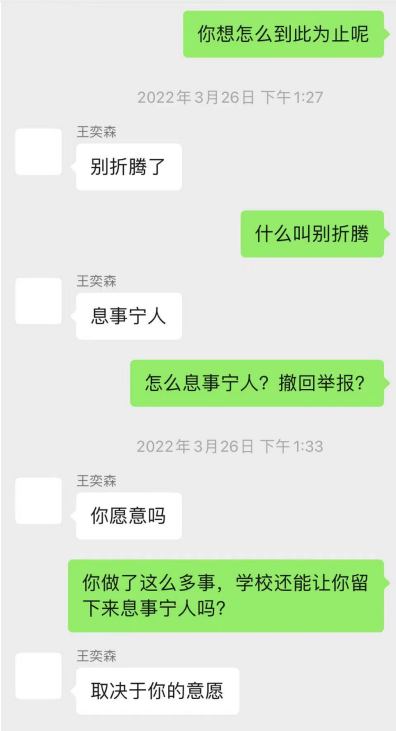 你想怎么到此为止呢
2022年3月26日 下午1:27
王奕森
别折腾了
什么叫别折腾
王奕森
息事宁人
怎么息事宁人？撤回举报？
2022年3月26日 下午1:33
王奕森
你愿意吗
你做了这么多事，学校还能让你留
下来息事宁人吗？
王奕森
取决于你的意愿